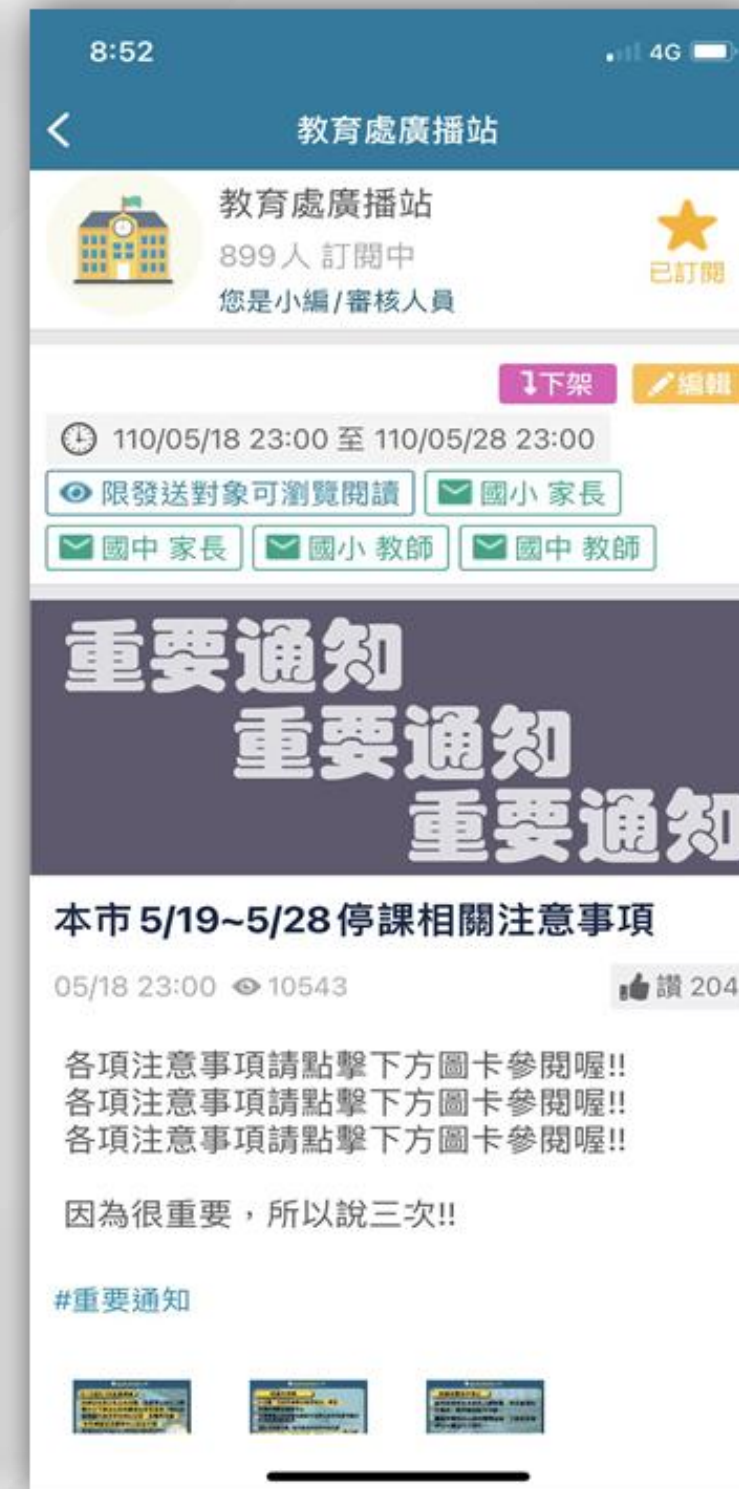 8:52
4G
教育處廣播站
教育處廣播站
899人 訂閱中
已訂閱
您是小編/審核人員
下架
編輯
110/05/18 23:00 至 110/05/28 23:00
限發送對象可瀏覽閱讀 國小 家長
國中 家長 國小 教師 國中 教師
重要通知
重要通知
重要通知
本市5/19~5/28停課相關注意事項
05/18 23:00 10543 讚 204
各項注意事項請點擊下方圖卡參閱喔!!
各項注意事項請點擊下方圖卡參閱喔!!
各項注意事項請點擊下方圖卡參閱喔!!
因為很重要，所以說三次!!
#重要通知